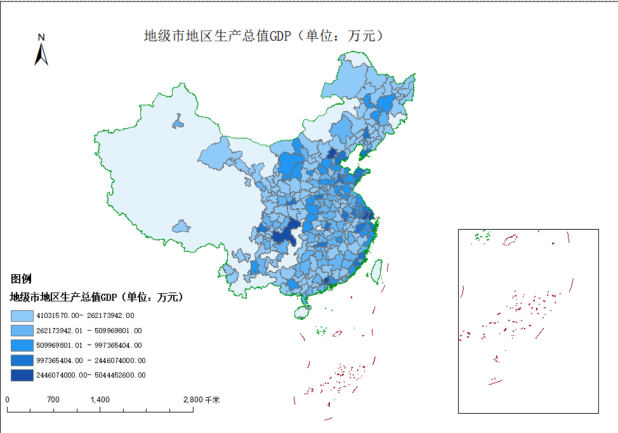 地级市地区生产总值GDP（单位：万元）
N
图例
地级市地区生产总值GDP（单位：万元）
41031570.00- 262173942.00
262173942.01 - 509969801.00
509969801.01 - 997365404.00
997365404.00 - 2446074000.00
2446074000.00- 5044452600.00
0 700 1,400 2,800 千米